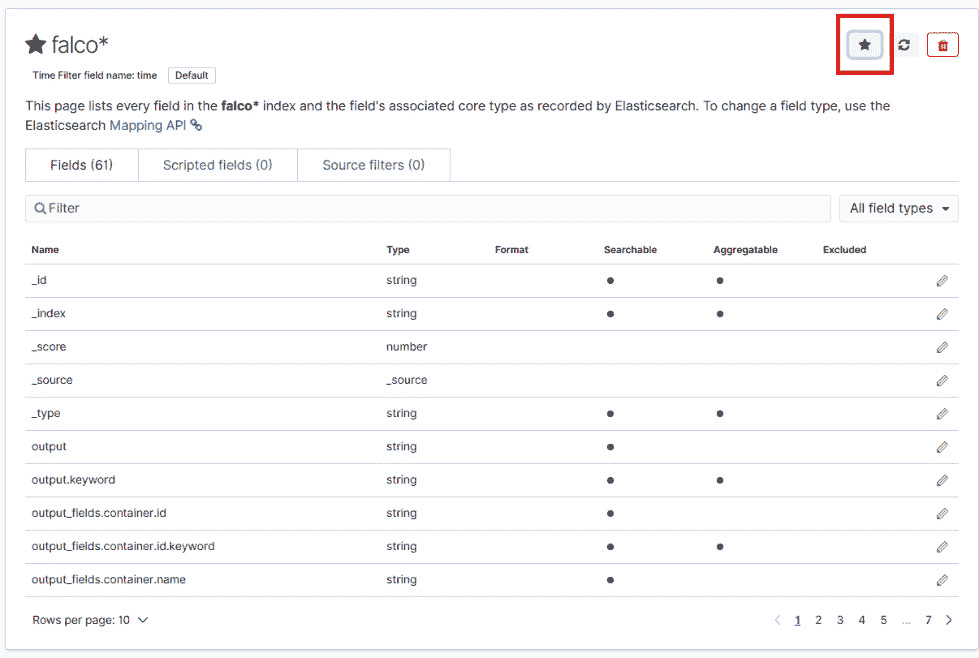 falco*
Time Filter field name: time Default
This page lists every field in the falco* index and the field's associated core type as recorded by Elasticsearch. To change a field type, use the
Elasticsearch Mapping API
Fields (61) Scripted fields (0) Source filters (0)
Filter All field types
Name Type Format Searchable Aggregatable Excluded
_id string
_index string
_score number
_source _source
_type string
output string
output.keyword string
output_fields.container.id string
output_fields.container.id.keyword string
output_fields.container.name string
Rows per page: 10 1 2 3 4 5 ... 7